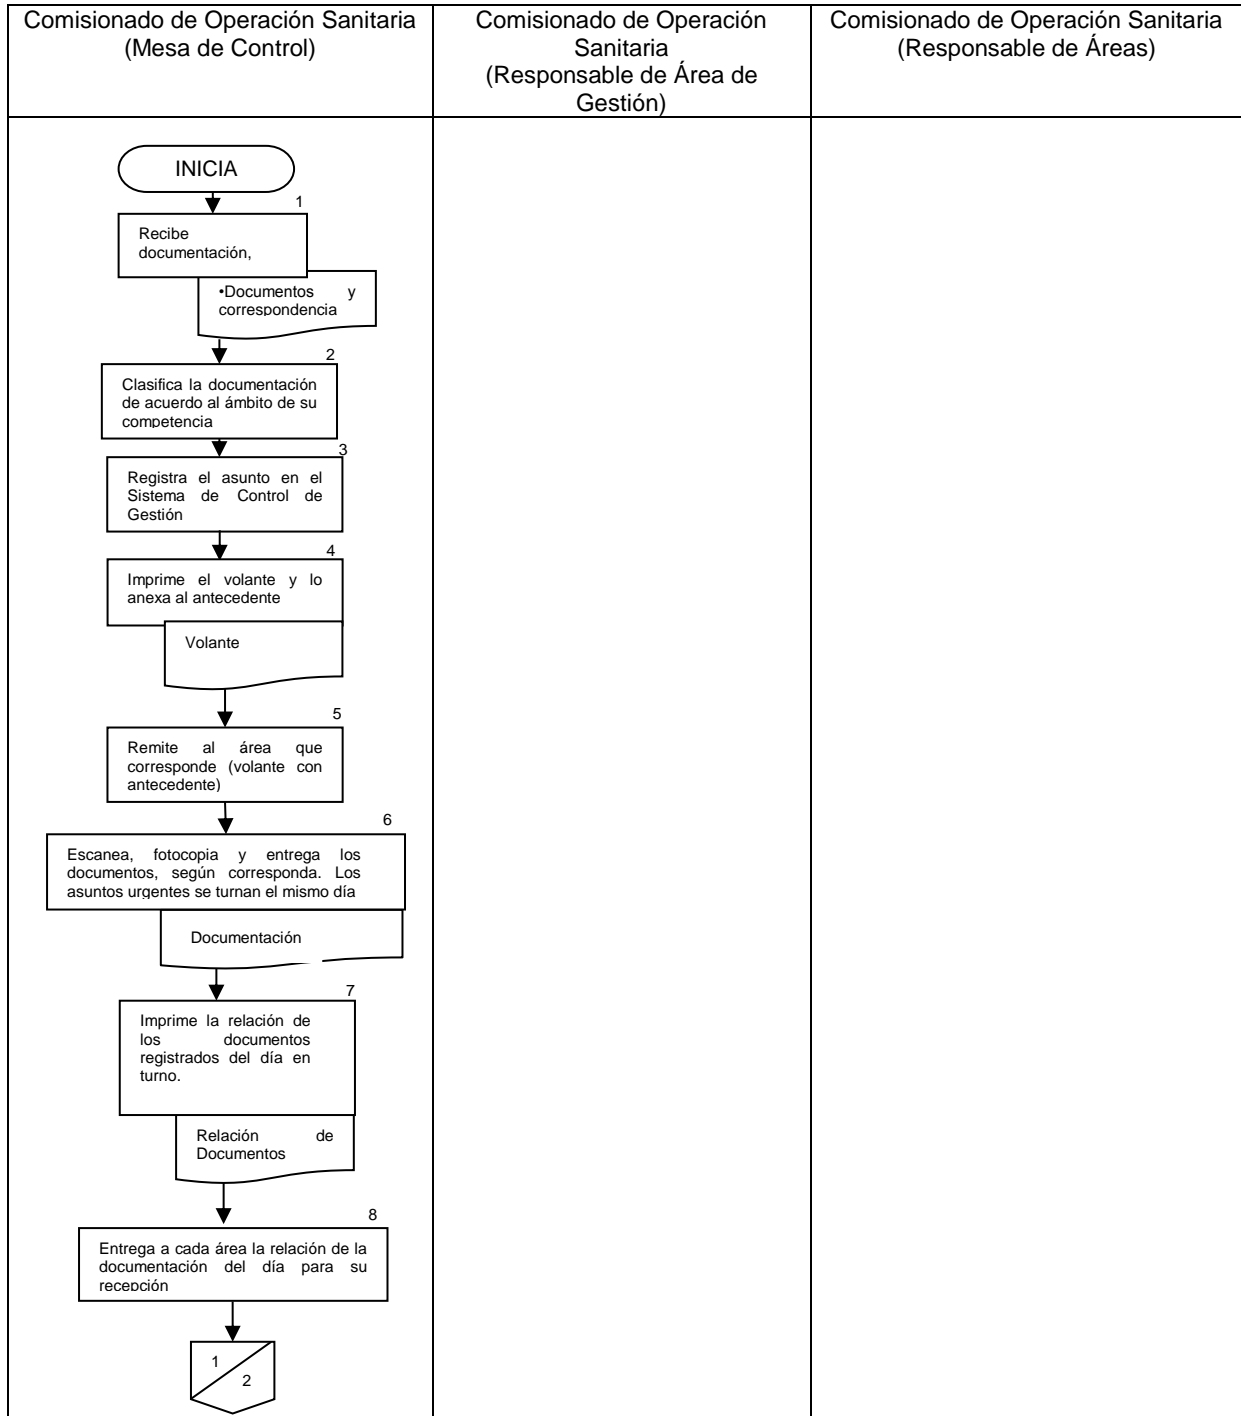 Comisionado de Operación Sanitaria
(Mesa de Control)
Comisionado de Operación
Sanitaria
(Responsable de Área de
Gestión)
Comisionado de Operación Sanitaria
(Responsable de Áreas)
INICIA
1
Recibe
documentación,
•Documentos y
correspondencia
2
Clasifica la documentación
de acuerdo al ámbito de su
competencia
3
Registra el asunto en el
Sistema de Control de
Gestión
4
Imprime el volante y lo
anexa al antecedente
Volante
5
Remite al área que
corresponde (volante con
antecedente)
6
Escanea, fotocopia y entrega los
documentos, según corresponda. Los
asuntos urgentes se turnan el mismo día
Documentación
7
Imprime la relación de
los documentos
registrados del día en
turno.
Relación de
Documentos
8
Entrega a cada área la relación de la
documentación del día para su
recepción
1
2